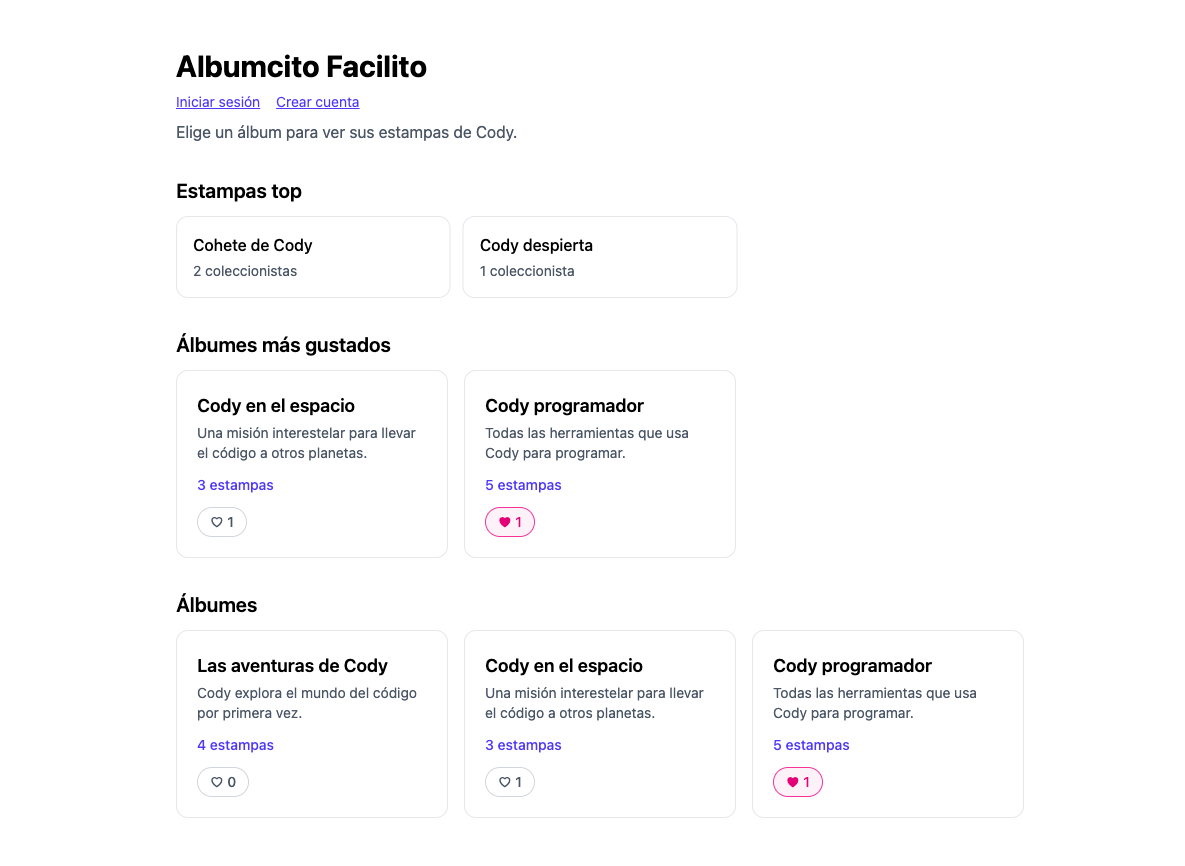 Albumcito Facilito
Iniciar sesión Crear cuenta
Elige un álbum para ver sus estampas de Cody.
Estampas top
Cohete de Cody
2 coleccionistas
Cody despierta
1 coleccionista
Álbumes más gustados
Cody en el espacio
Una misión interestelar para llevar
el código a otros planetas.
3 estampas
1
Cody programador
Todas las herramientas que usa
Cody para programar.
5 estampas
1
Álbumes
Las aventuras de Cody
Cody explora el mundo del código
por primera vez.
4 estampas
0
Cody en el espacio
Una misión interestelar para llevar
el código a otros planetas.
3 estampas
1
Cody programador
Todas las herramientas que usa
Cody para programar.
5 estampas
1